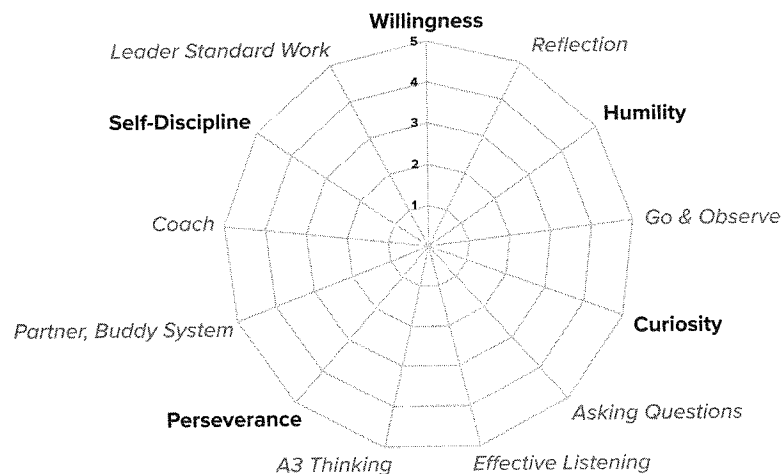 Willingness
5
Reflection
Leader Standard Work
4
Self-Discipline
Humility
3
2
1
Coach
Go & Observe
Partner, Buddy System
Curiosity
Perseverance
Asking Questions
A3 Thinking
Effective Listening